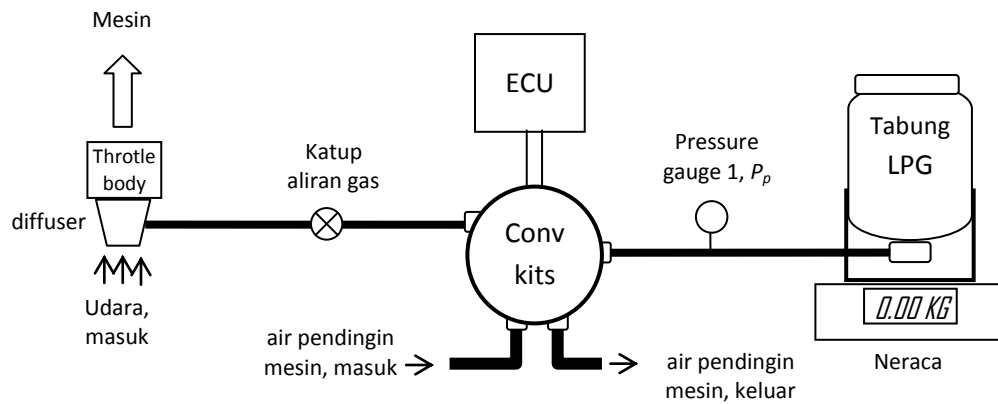 Mesin
ECU
Tabung
LPG
Throtle
body
Katup
aliran gas
Pressure
gauge 1, Pp
diffuser
Conv
kits
Udara,
masuk
0.00 KG
air pendingin
mesin, masuk
air pendingin
mesin, keluar
Neraca